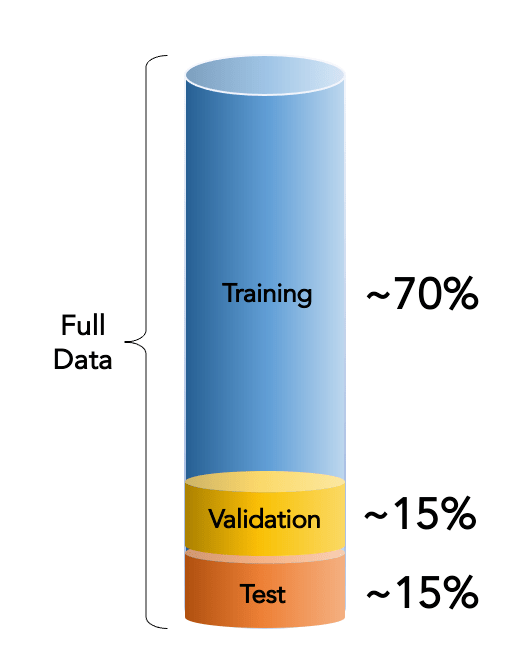 Training
~70%
Full
Data
Validation
~15%
Test
~15%